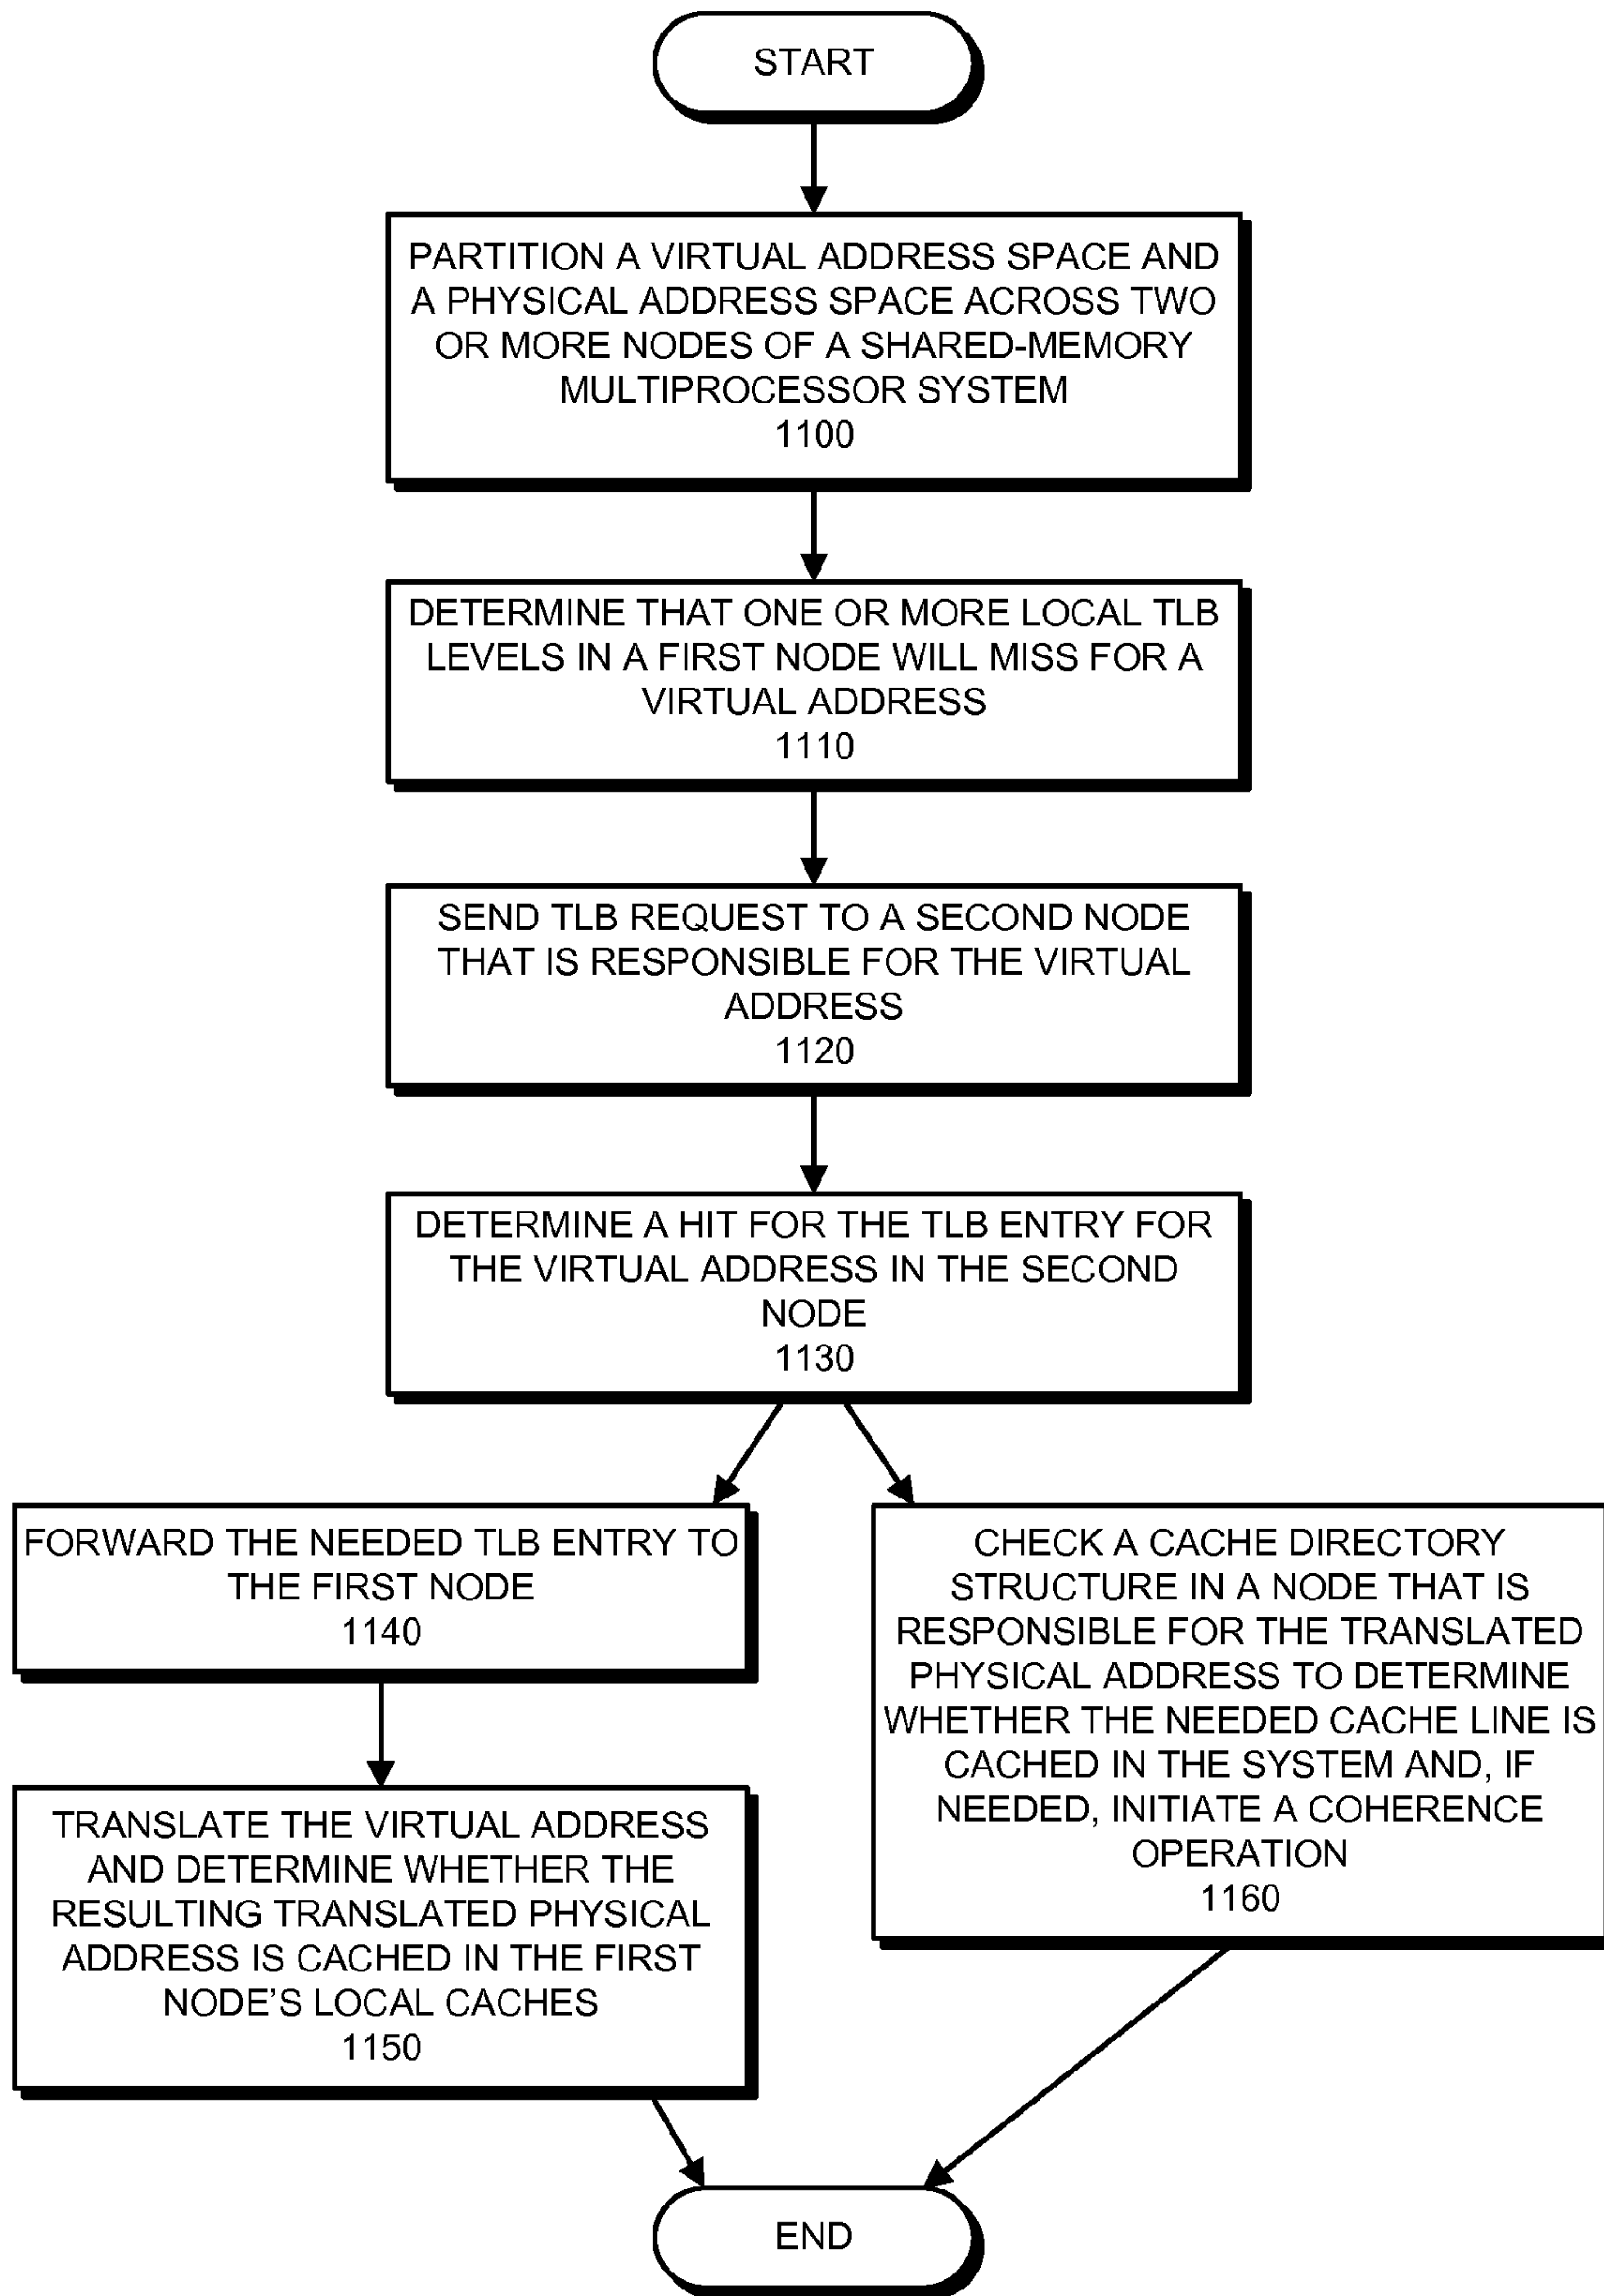 START
PARTITION A VIRTUAL ADDRESS SPACE AND
A PHYSICAL ADDRESS SPACE ACROSS TWO
OR MORE NODES OF A SHARED-MEMORY
MULTIPROCESSOR SYSTEM
1100
DETERMINE THAT ONE OR MORE LOCAL TLB
LEVELS IN A FIRST NODE WILL MISS FOR A
VIRTUAL ADDRESS
1110
SEND TLB REQUEST TO A SECOND NODE
THAT IS RESPONSIBLE FOR THE VIRTUAL
ADDRESS
1120
DETERMINE A HIT FOR THE TLB ENTRY FOR
THE VIRTUAL ADDRESS IN THE SECOND
NODE
1130
FORWARD THE NEEDED TLB ENTRY TO
THE FIRST NODE
1140
TRANSLATE THE VIRTUAL ADDRESS
AND DETERMINE WHETHER THE
RESULTING TRANSLATED PHYSICAL
ADDRESS IS CACHED IN THE FIRST
NODE'S LOCAL CACHES
1150
CHECK A CACHE DIRECTORY
STRUCTURE IN A NODE THAT IS
RESPONSIBLE FOR THE TRANSLATED
PHYSICAL ADDRESS TO DETERMINE
WHETHER THE NEEDED CACHE LINE IS
CACHED IN THE SYSTEM AND, IF
NEEDED, INITIATE A COHERENCE
OPERATION
1160
END